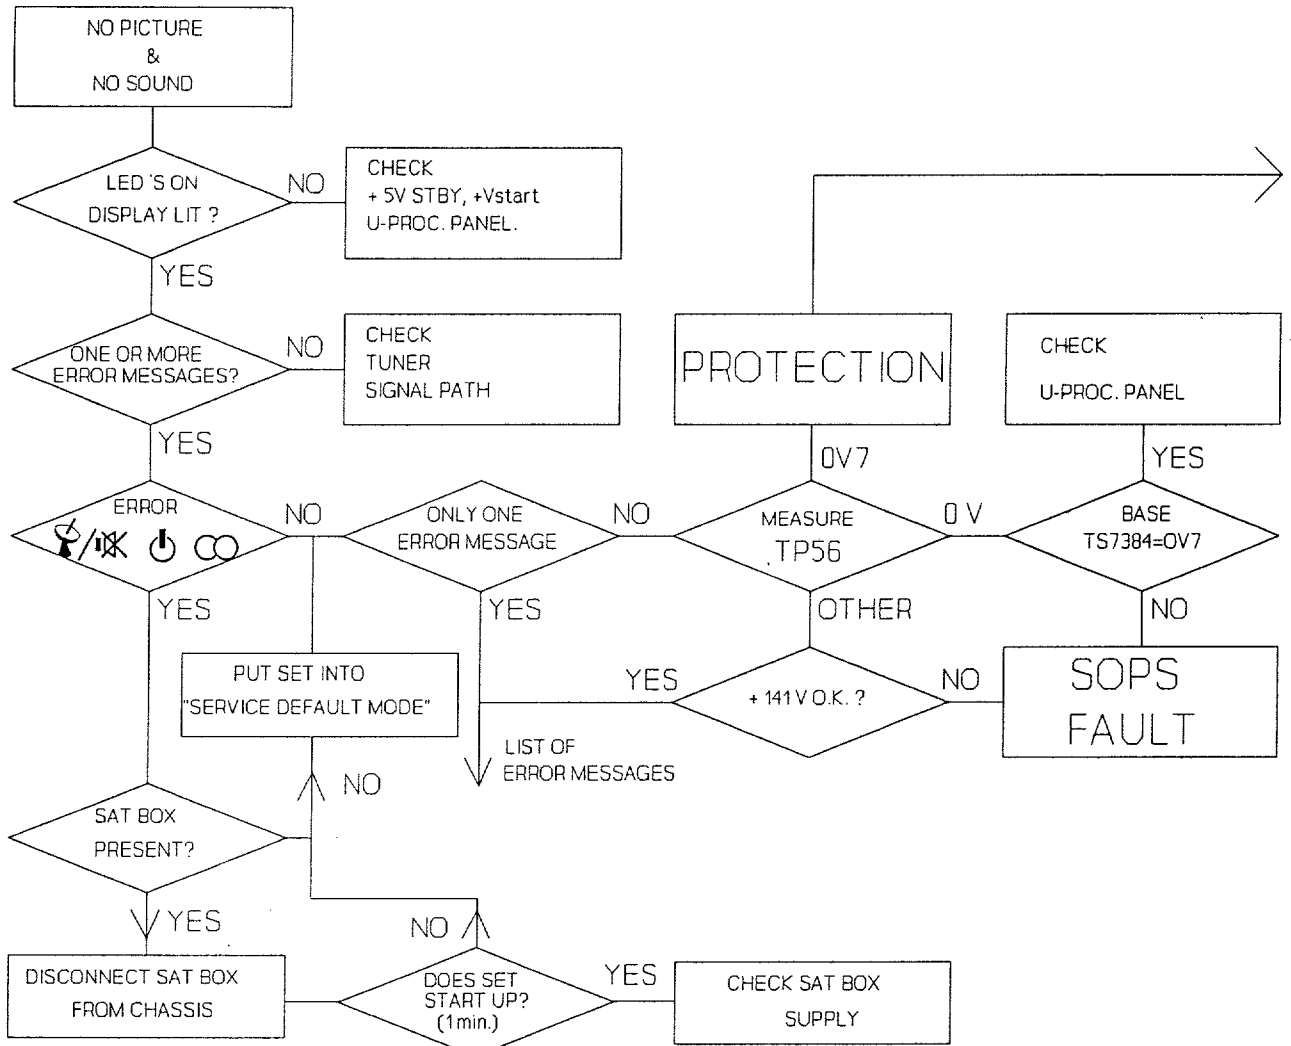 NO PICTURE
&
NO SOUND
LED'S ON
DISPLAY LIT ?
NO
CHECK
+ 5V STBY, +Vstart
U-PROC. PANEL.
YES
ONE OR MORE
ERROR MESSAGES?
NO
CHECK
TUNER
SIGNAL PATH
PROTECTION
CHECK
U-PROC. PANEL
YES
0V7
YES
ERROR
NO
ONLY ONE
ERROR MESSAGE
NO
MEASURE
TP56
0 V
BASE
TS7384=0V7
YES
YES
OTHER
NO
PUT SET INTO
"SERVICE DEFAULT MODE"
YES
+ 141 V O.K. ?
NO
SOPS
FAULT
LIST OF
ERROR MESSAGES
NO
SAT BOX
PRESENT?
YES
NO
DISCONNECT SAT BOX
FROM CHASSIS
DOES SET
START UP?
(1min.)
YES
CHECK SAT BOX
SUPPLY